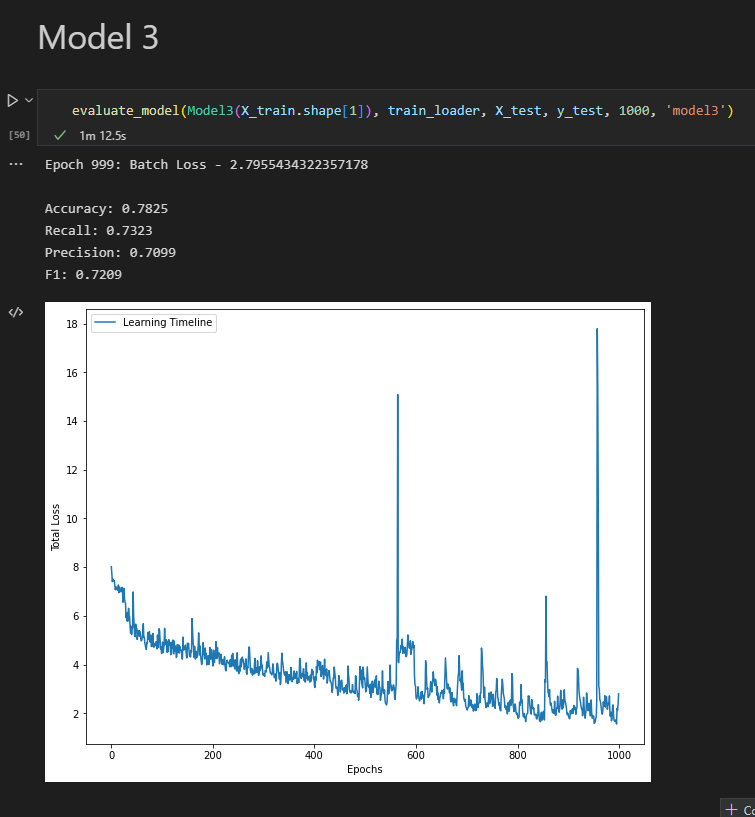 Model 3
evaluate_model(Model3(X_train.shape[1]), train_loader, X_test, y_test, 1000, 'model3')
[50]
1m 12.5s
Epoch 999: Batch Loss - 2.7955434322357178
Accuracy: 0.7825
Recall: 0.7323
Precision: 0.7099
F1: 0.7209
Learning Timeline
18
16
14
12
10
8
6
4
2
Total Loss
0 200 400 600 800 1000
Epochs